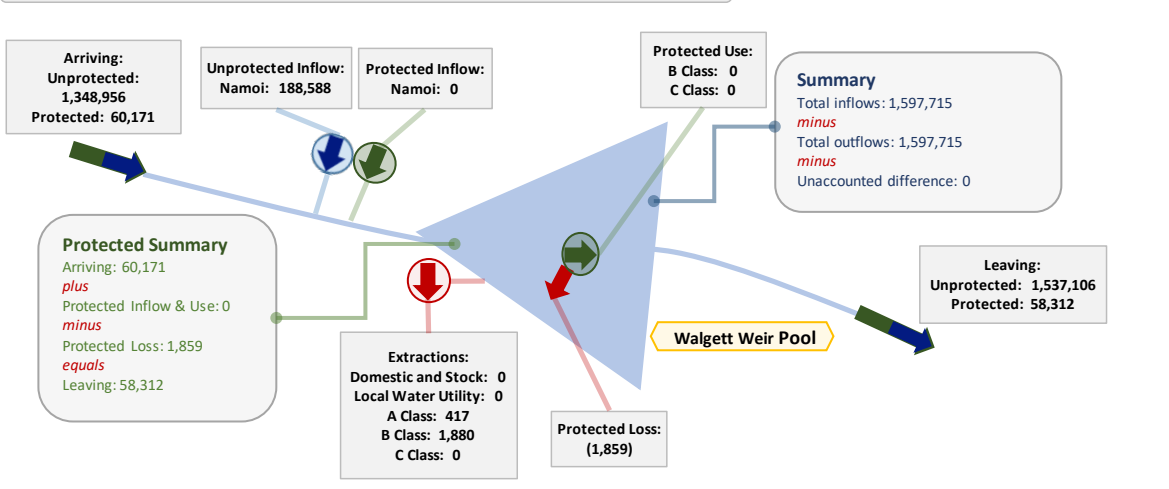 Arriving:
Unprotected:
1,348,956
Protected: 60,171
Unprotected Inflow:
Namoi: 188,588
Protected Inflow:
Namoi: 0
Protected Use:
B Class: 0
C Class: 0
Summary
Total inflows: 1,597,715
minus
Total outflows: 1,597,715
minus
Unaccounted difference: 0
Protected Summary
Arriving: 60,171
plus
Protected Inflow & Use: 0
minus
Protected Loss: 1,859
equals
Leaving: 58,312
Leaving:
Unprotected: 1,537,106
Protected: 58,312
Walgett Weir Pool
Extractions:
Domestic and Stock: 0
Local Water Utility: 0
A Class: 417
B Class: 1,880
C Class: 0
Protected Loss:
(1,859)